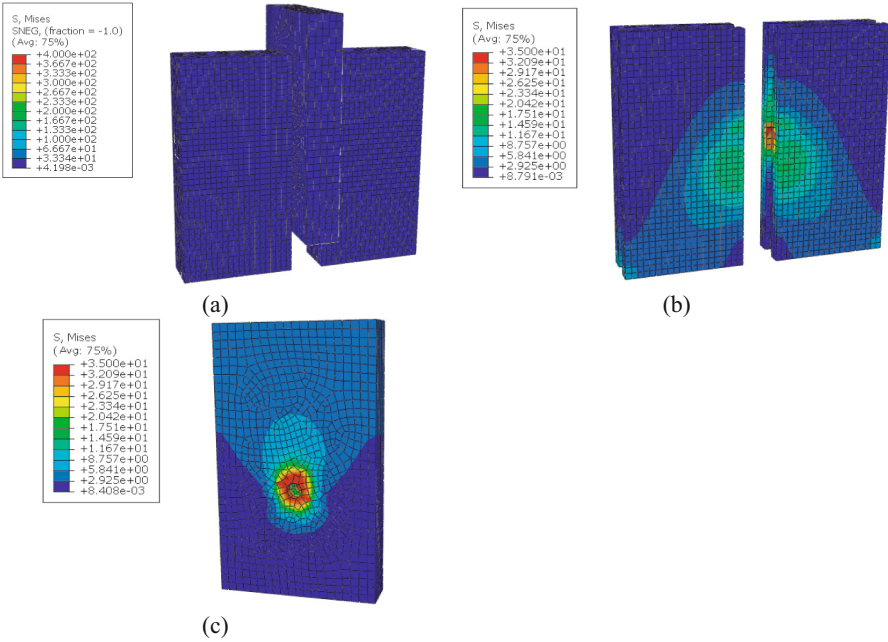 S, Mises
SNEG, (fraction = -1.0)
(Avg: 75%)
+4.000e+02
+3.667e+02
+3.333e+02
+3.000e+02
+2.667e+02
+2.333e+02
+2.000e+02
+1.667e+02
+1.333e+02
+1.000e+02
+6.667e+01
+3.334e+01
+4.198e-03
(a)
S, Mises
(Avg: 75%)
+3.500e+01
+3.209e+01
+2.917e+01
+2.625e+01
+2.334e+01
+2.042e+01
+1.751e+01
+1.459e+01
+1.167e+01
+8.757e+00
+5.841e+00
+2.925e+00
+8.791e-03
(b)
S, Mises
(Avg: 75%)
+3.500e+01
+3.209e+01
+2.917e+01
+2.625e+01
+2.334e+01
+2.042e+01
+1.751e+01
+1.459e+01
+1.167e+01
+8.757e+00
+5.841e+00
+2.925e+00
+8.408e-03
(c)